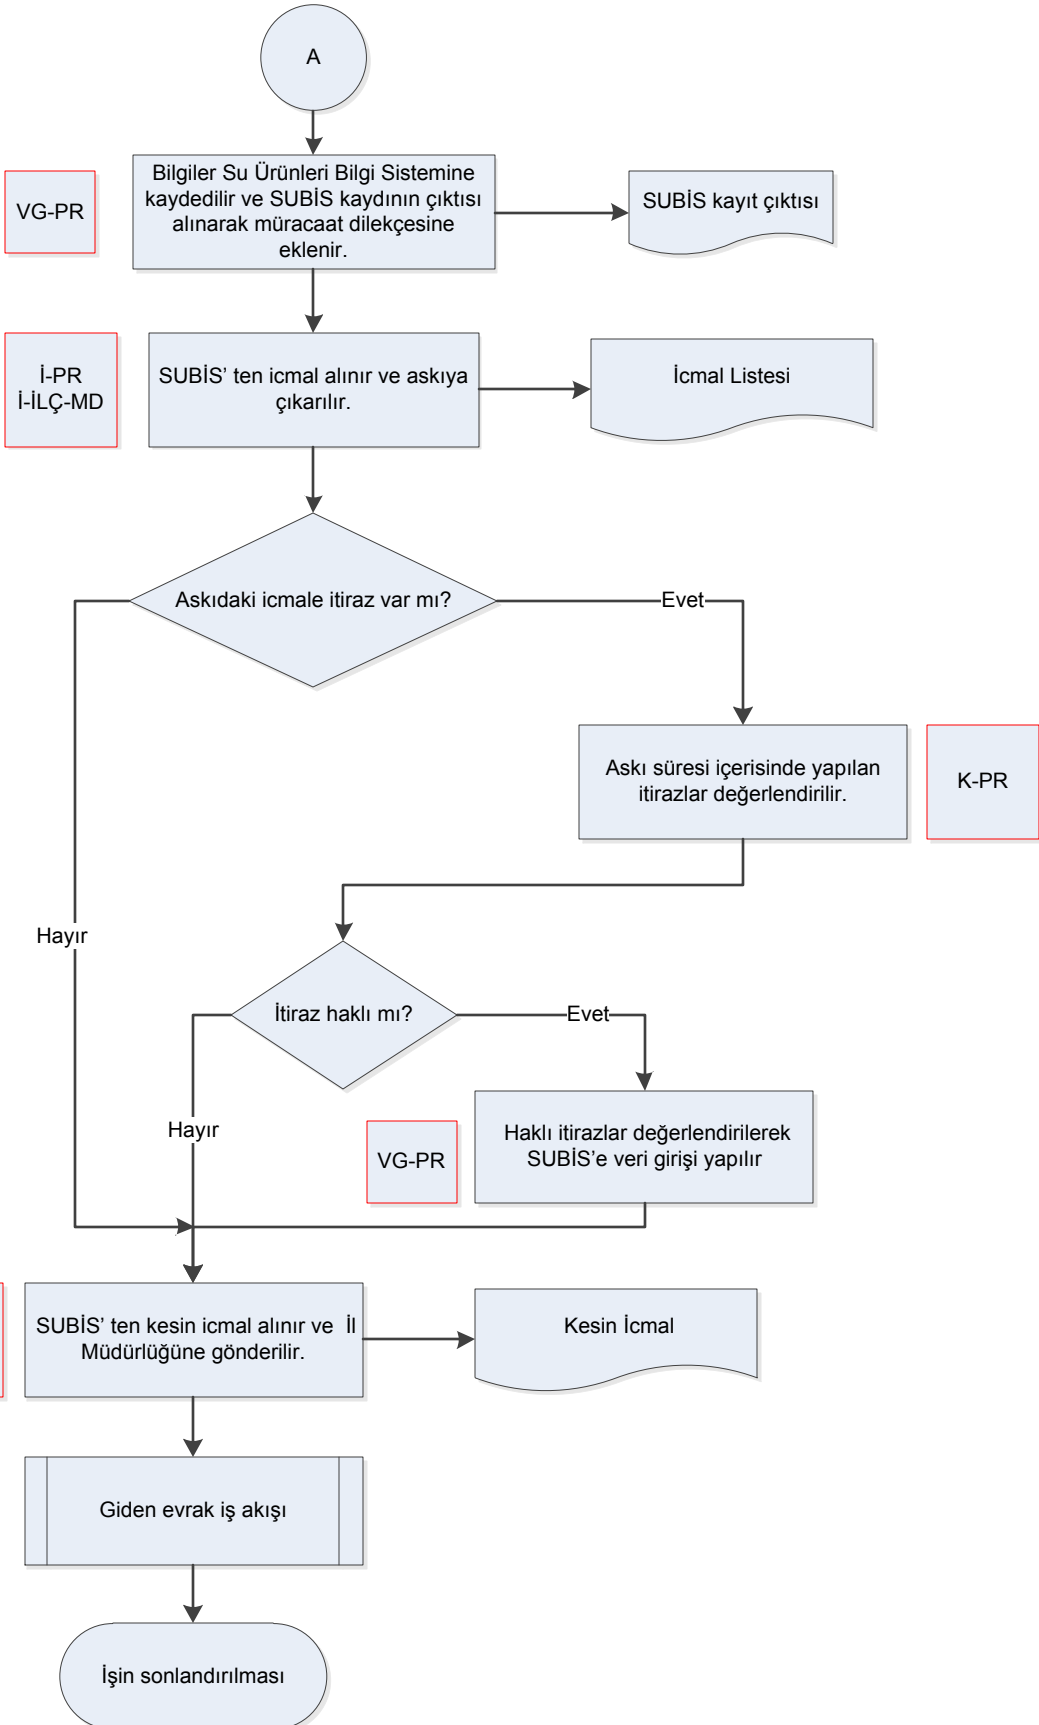 A
VG-PR
Bilgiler Su Ürünleri Bilgi Sistemine
kaydedilir ve SUBİS kaydının çıktısı
alınarak müracaat dilekçesine
eklenir.
SUBİS kayıt çıktısı
İ-PR
İ-İLÇ-MD
SUBİS' ten icmal alınır ve askıya
çıkarılır.
İcmal Listesi
Askıdaki icmale itiraz var mı?
Evet
Askı süresi içerisinde yapılan
itirazlar değerlendirilir.
K-PR
Hayır
İtiraz haklı mı?
Evet
Hayır
VG-PR
Haklı itirazlar değerlendirilerek
SUBİS’e veri girişi yapılır
SUBİS' ten kesin icmal alınır ve  İl
Müdürlüğüne gönderilir.
Kesin İcmal
Giden evrak iş akışı
İşin sonlandırılması